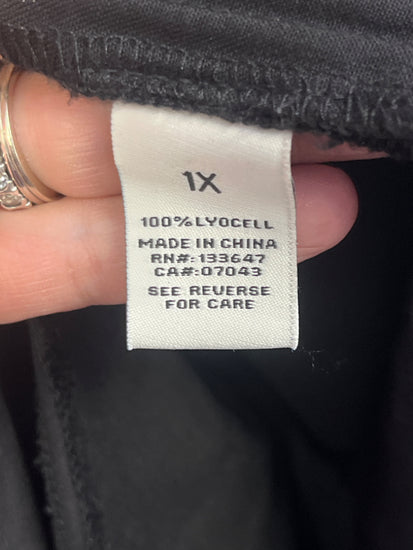 1X
100%LYOCELL
MADE IN CHINA
RN#:133647
CA#:07043
SEE REVERSE
FOR CARE